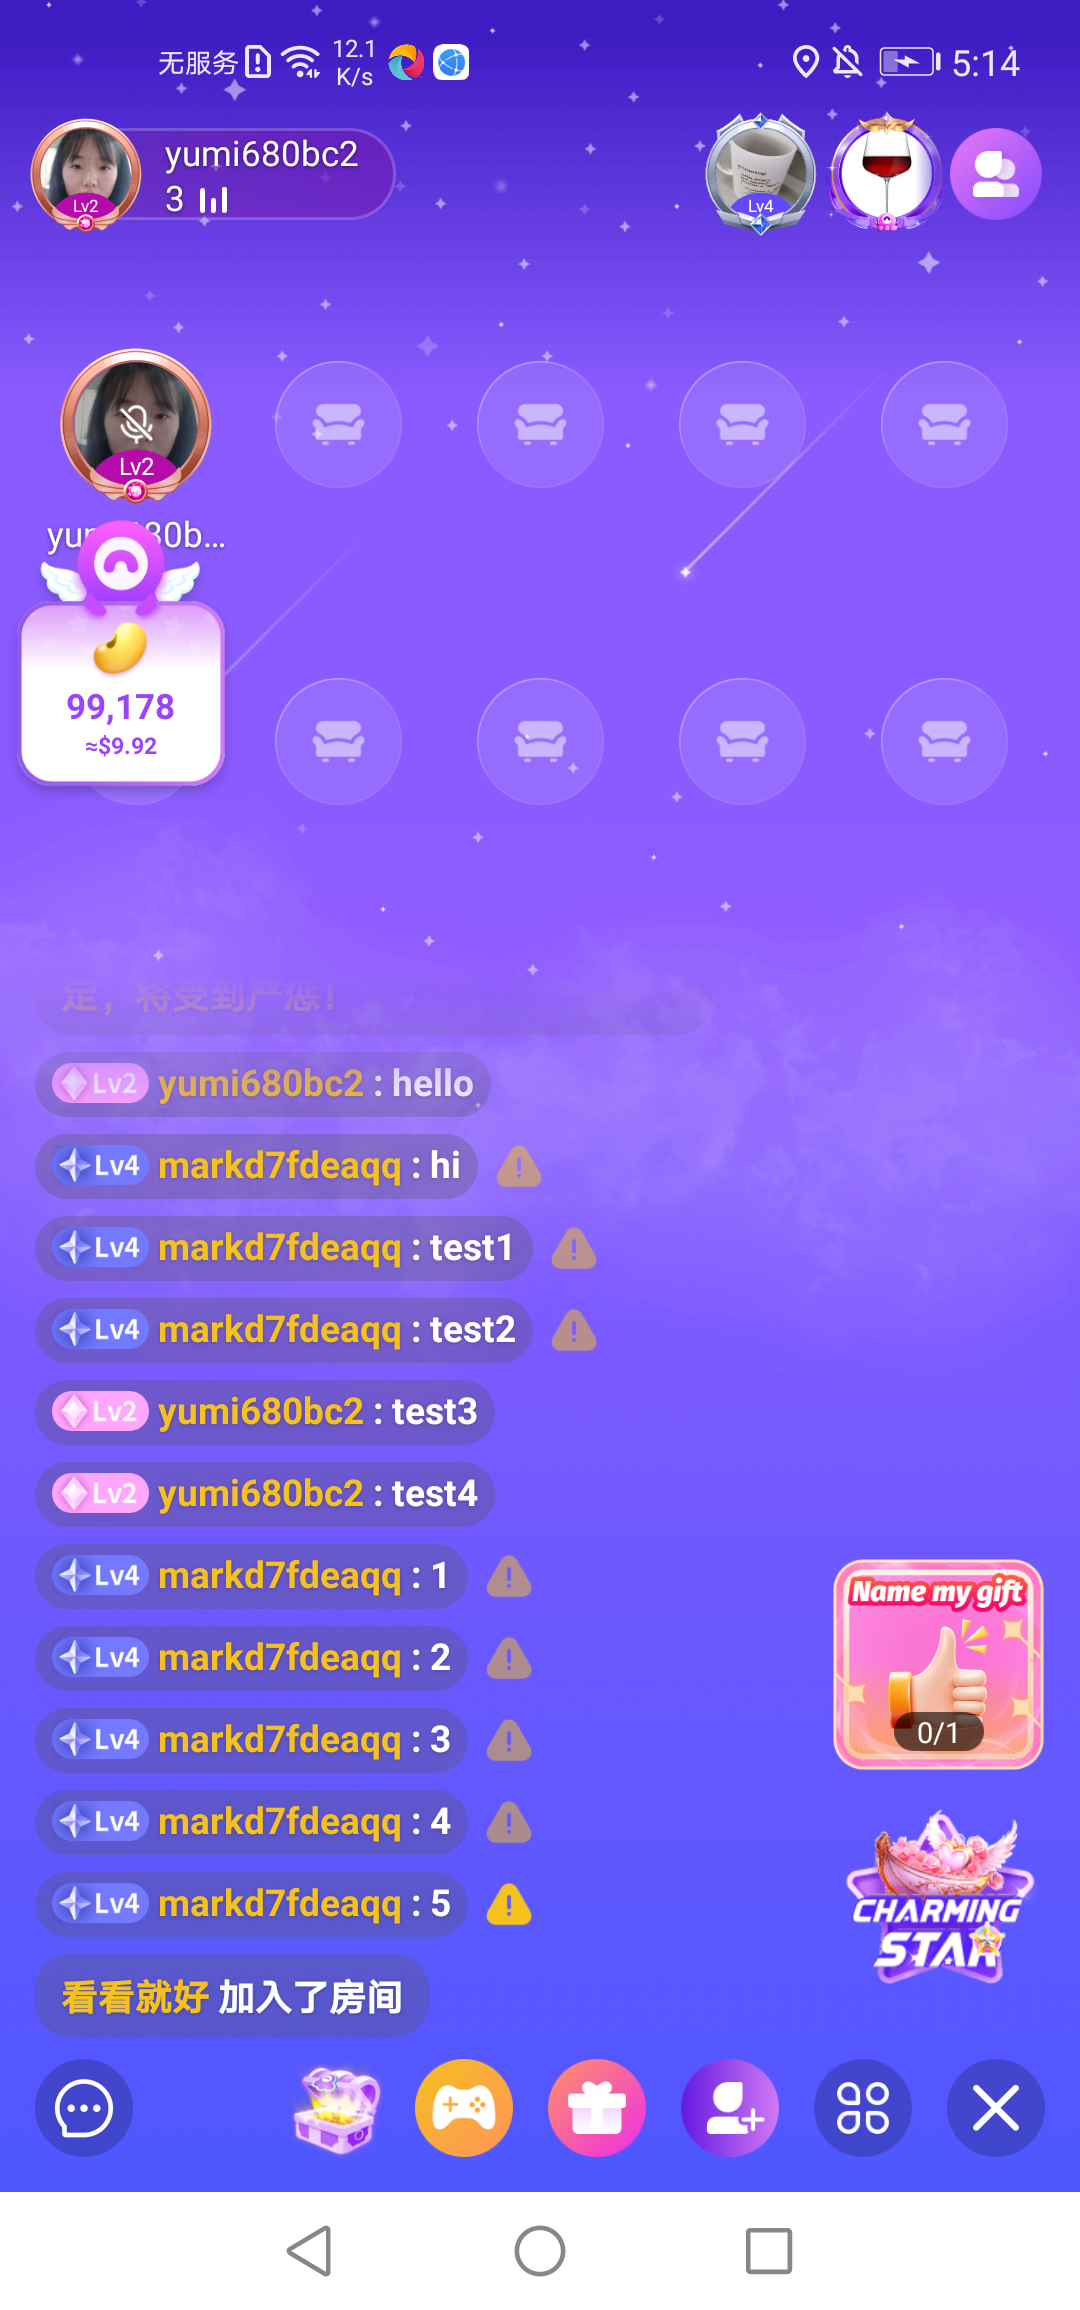 无服务
12.1
K/s
5:14
yumi680bc2
3
Lv2
Lv4
Lv2
99,178
≈$9.92
定，将受到严惩！
Lv2 yumi680bc2 : hello
Lv4 markd7fdeaqq : hi
Lv4 markd7fdeaqq : test1
Lv4 markd7fdeaqq : test2
Lv2 yumi680bc2 : test3
Lv2 yumi680bc2 : test4
Lv4 markd7fdeaqq : 1
Lv4 markd7fdeaqq : 2
Lv4 markd7fdeaqq : 3
Lv4 markd7fdeaqq : 4
Lv4 markd7fdeaqq : 5
Name my gift
0/1
CHARMING
STAR
看看就好 加入了房间